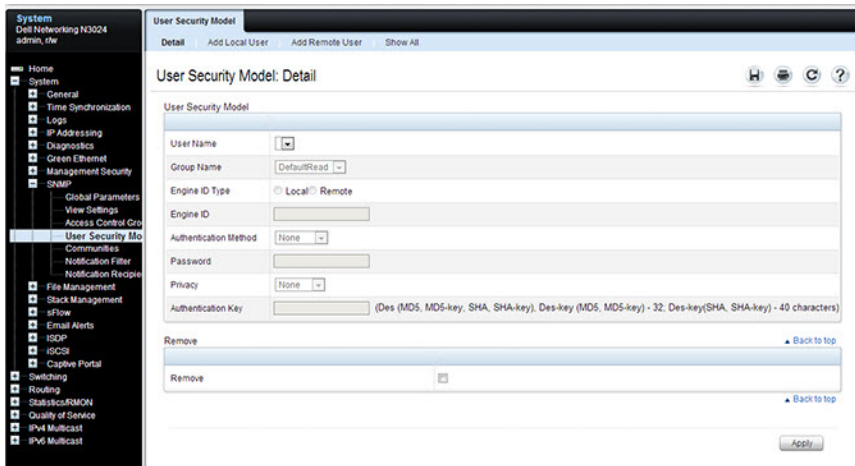 System
Dell Networking N3024
admin, r/w
Home
System
General
Time Synchronization
Logs
IP Addressing
Diagnostics
Green Ethernet
Management Security
SNMP
Global Parameters
View Settings
Access Control Gro
User Security Mo
Communities
Notification Filter
Notification Recipie
File Management
Stack Management
sFlow
Email Alerts
ISDP
iSCSI
Captive Portal
Switching
Routing
Statistics/RMON
Quality of Service
IPv4 Multicast
IPv6 Multicast
User Security Model
Detail Add Local User Add Remote User Show All
User Security Model: Detail
User Security Model
User Name
Group Name DefaultRead
Engine ID Type Local Remote
Engine ID
Authentication Method None
Password
Privacy None
Authentication Key (Des (MD5, MD5-key, SHA, SHA-key), Des-key (MD5, MD5-key) - 32; Des-key(SHA, SHA-key) - 40 characters)
Remove Back to top
Remove
Back to top
Apply